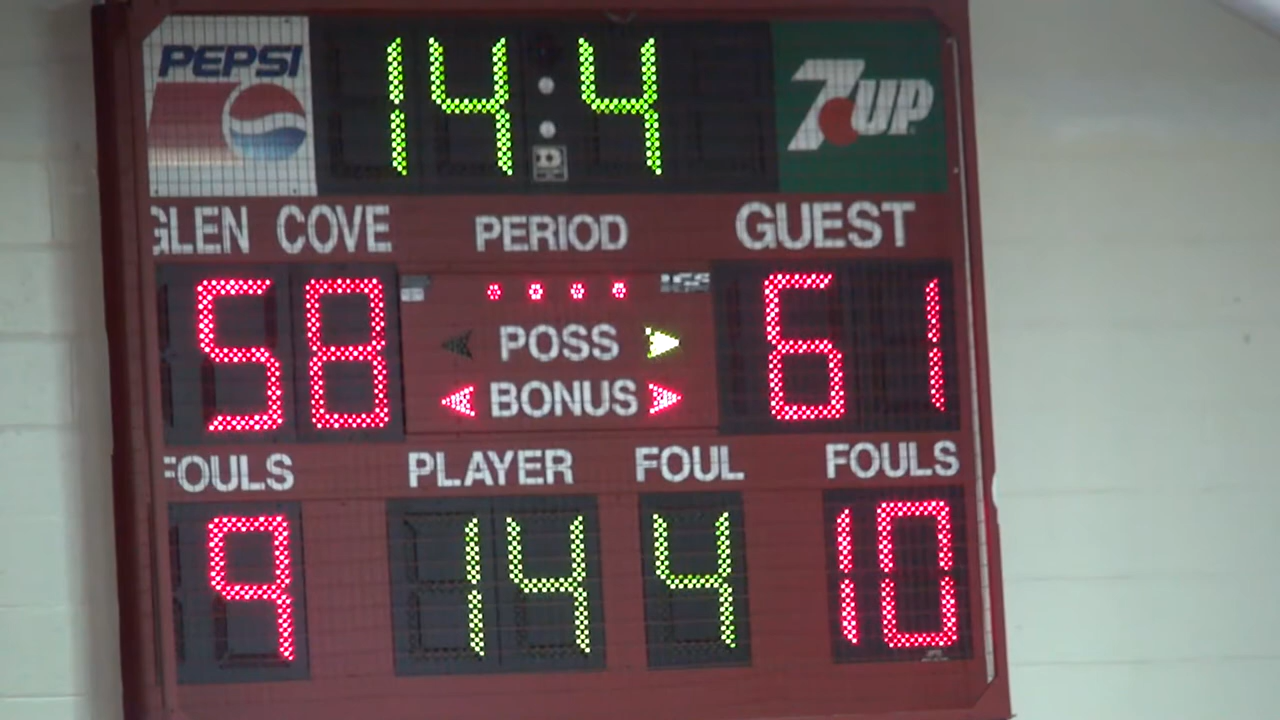 PEPSI 14:4 7UP
GLEN COVE PERIOD GUEST
58 61
POSS
BONUS
FOULS PLAYER FOUL FOULS
9 14 4 10